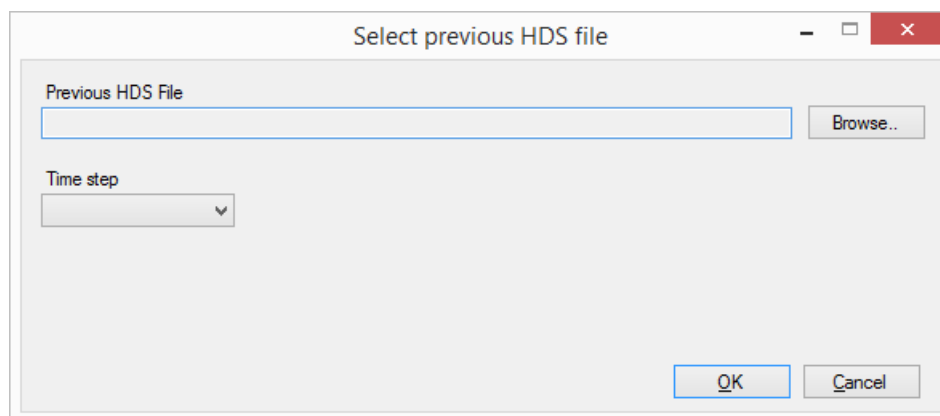 Select previous HDS file
Previous HDS File
Browse..
Time step
OK
Cancel